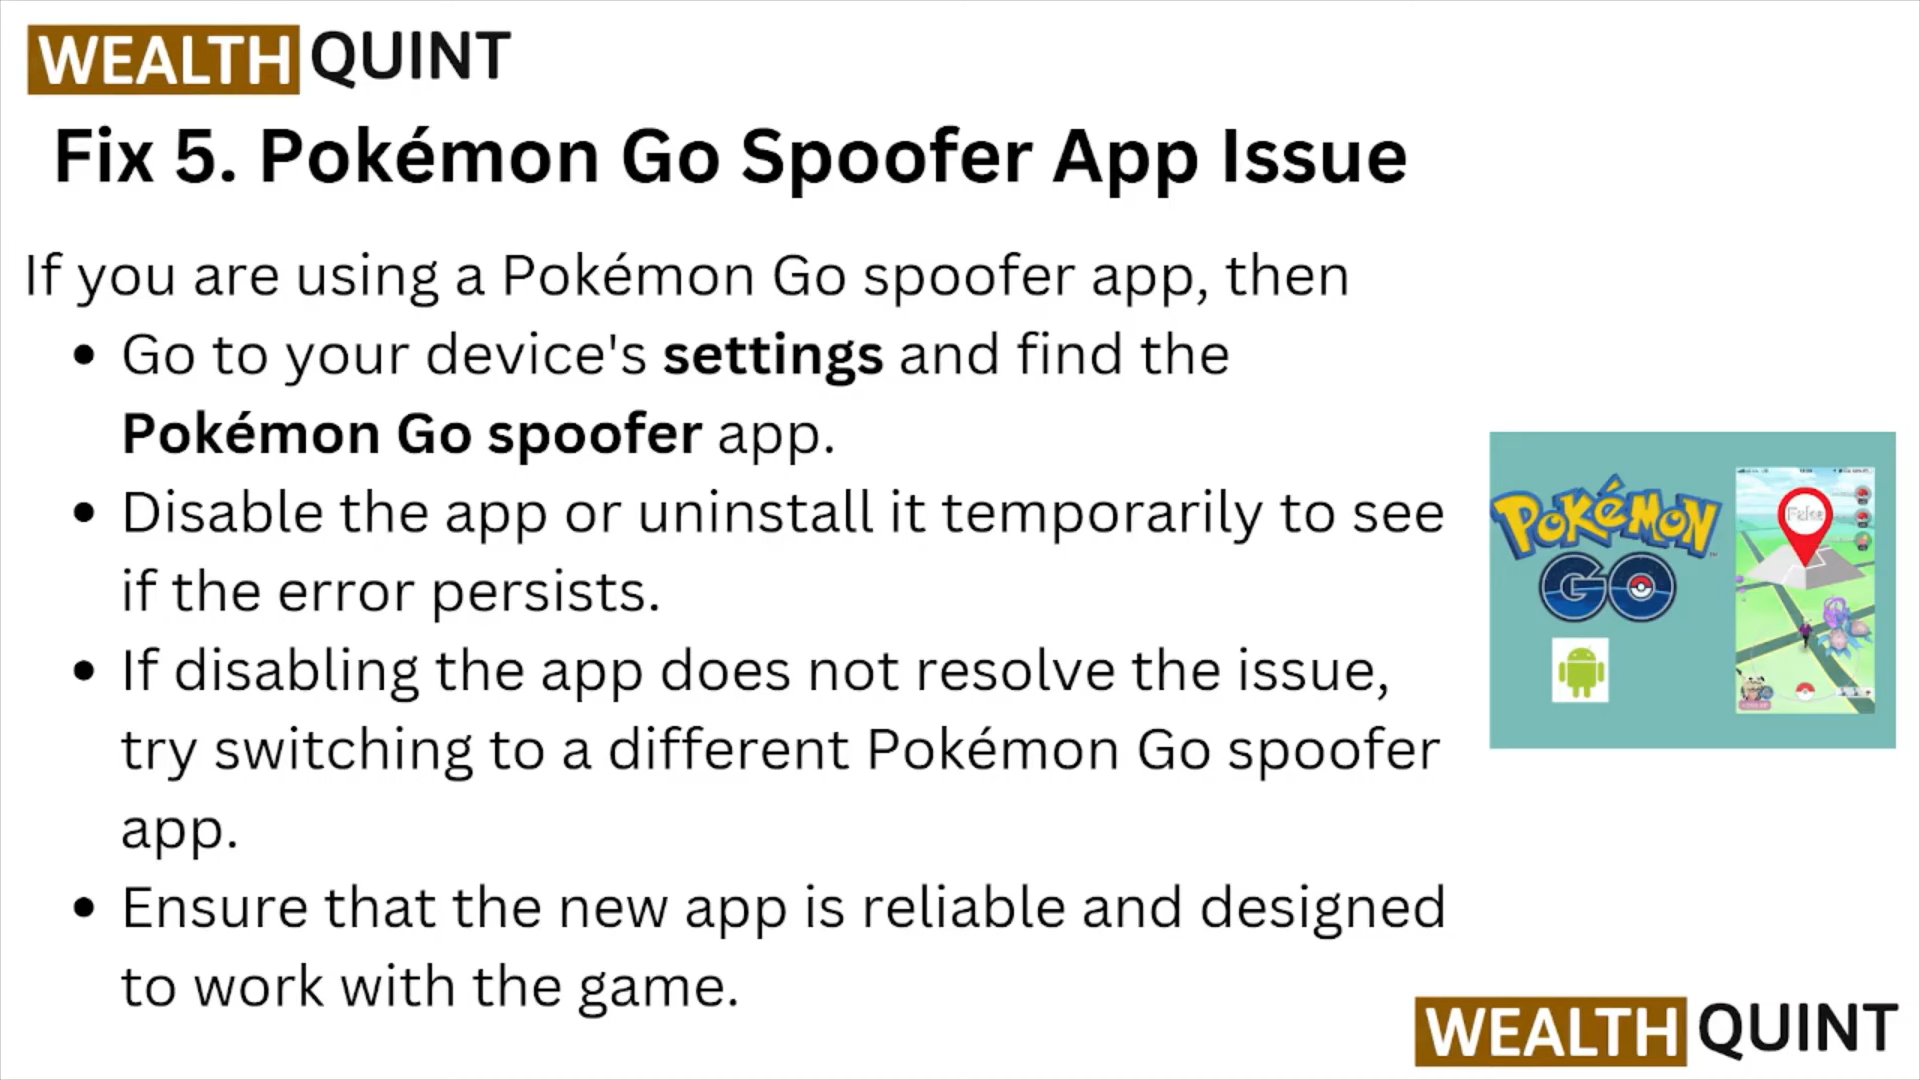 WEALTH QUINT
Fix 5. Pokémon Go Spoofer App Issue
If you are using a Pokémon Go spoofer app, then
• Go to your device's settings and find the
Pokémon Go spoofer app.
• Disable the app or uninstall it temporarily to see
if the error persists.
• If disabling the app does not resolve the issue,
try switching to a different Pokémon Go spoofer
app.
• Ensure that the new app is reliable and designed
to work with the game.
POKéMON
GO
Fake
WEALTH QUINT